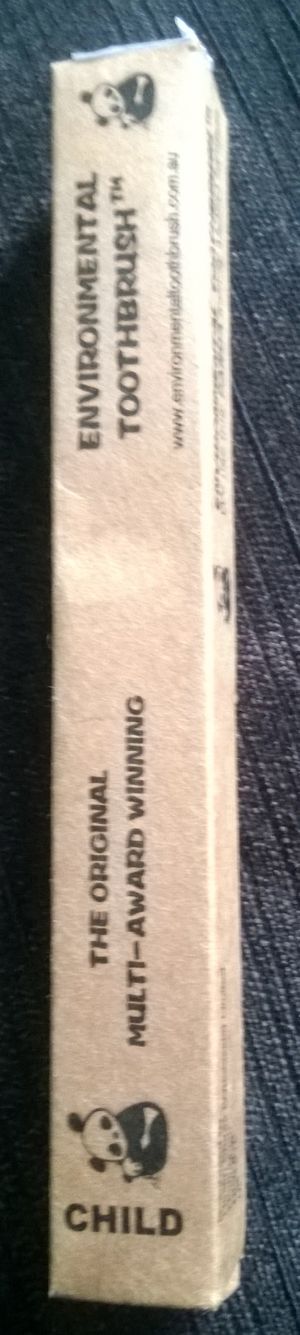 THE ORIGINAL
MULTI-AWARD WINNING
ENVIRONMENTAL
TOOTHBRUSH™
www.environmentaltoothbrush.com.au
CHILD